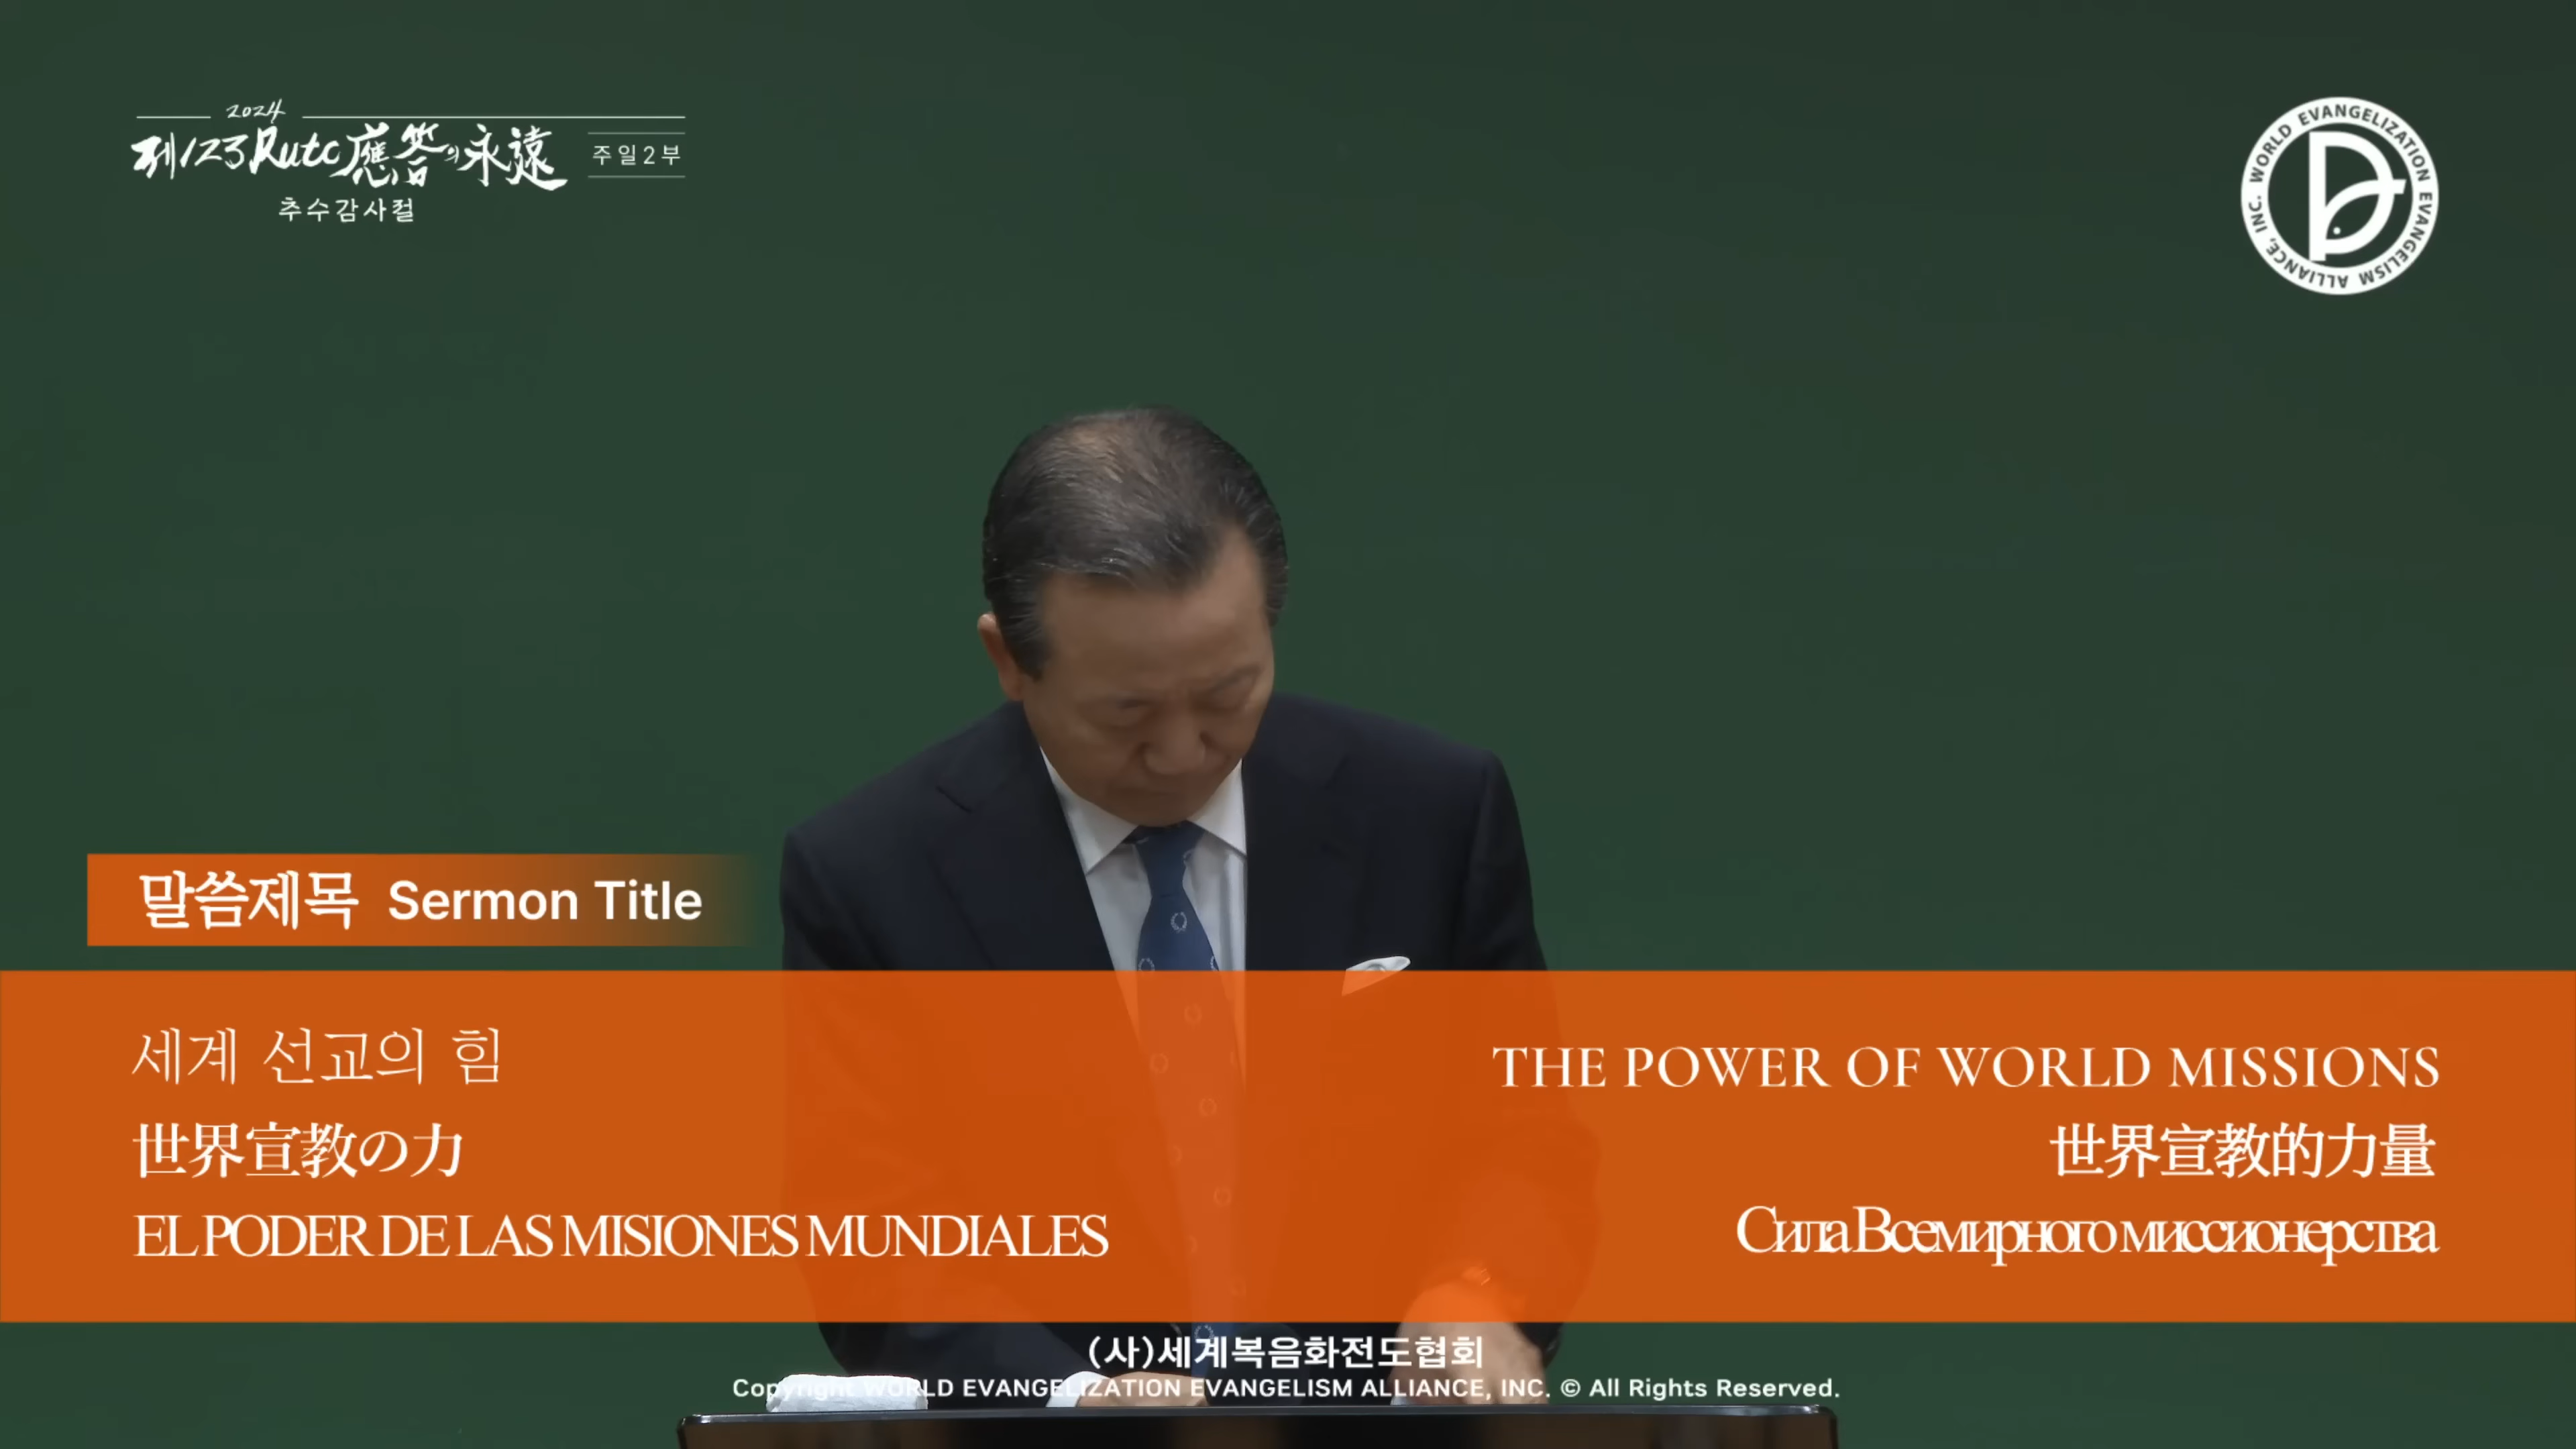 2024
제123 RUTC 應答의 永遠
주일2부
추수감사절
WORLD EVANGELIZATION EVANGELISM ALLIANCE, INC.
말씀제목 Sermon Title
세계 선교의 힘
世界宣教の力
EL PODER DE LAS MISIONES MUNDIALES
THE POWER OF WORLD MISSIONS
世界宣教的力量
Сила Всемирного миссионерства
(사)세계복음화전도협회
Copyright WORLD EVANGELIZATION EVANGELISM ALLIANCE, INC. © All Rights Reserved.